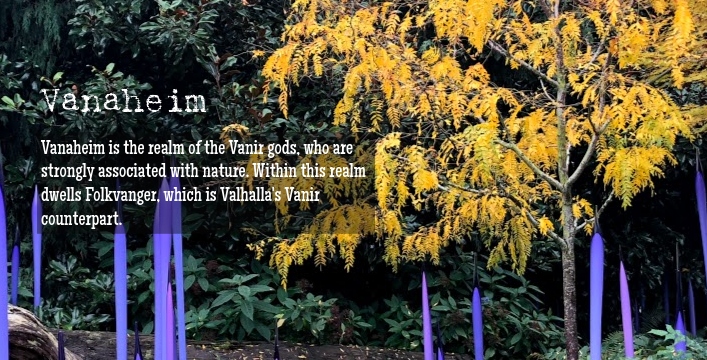 Vanaheim
Vanaheim is the realm of the Vanir gods, who are
strongly associated with nature. Within this realm
dwells Folkvanger, which is Valhalla's Vanir
counterpart.